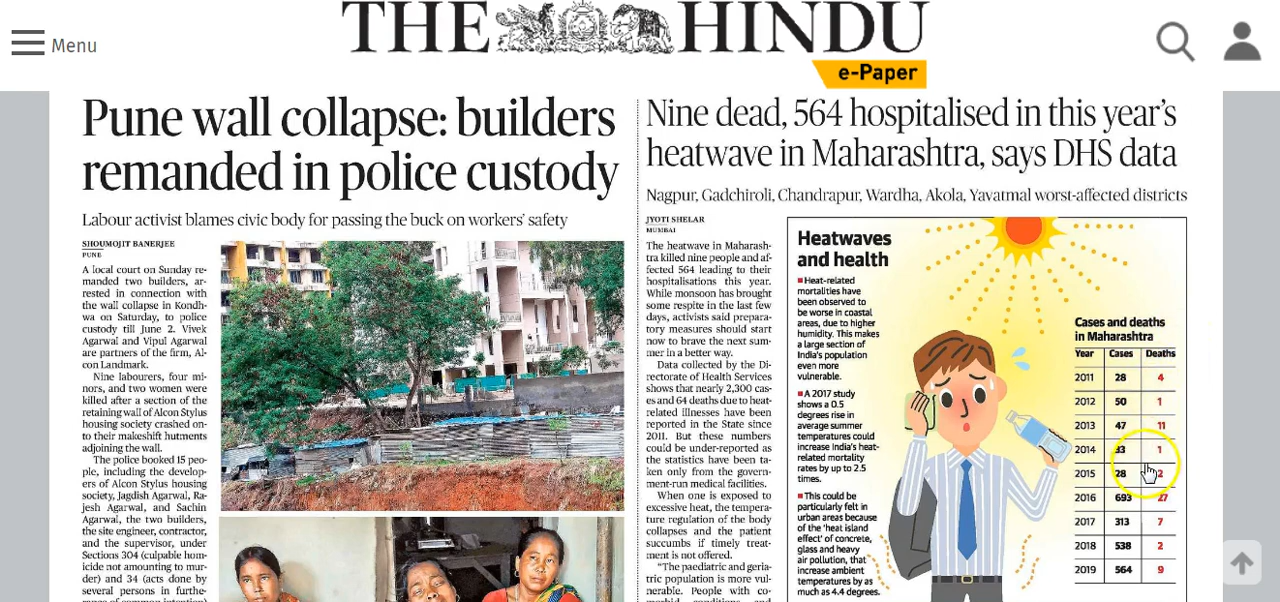 THE HINDU
e-Paper
Menu
Pune wall collapse: builders
remanded in police custody
Labour activist blames civic body for passing the buck on workers' safety
SHOUMOJIT BANERJEE
PUNE
A local court on Sunday re-
manded two builders, ar-
rested in connection with
the wall collapse in Kondh-
wa on Saturday, to police
custody till June 2. Vivek
Agarwal and Vipul Agarwal
are partners of the firm, Al-
con Landmark.
Nine labourers, four mi-
nors, and two women were
killed after a section of the
retaining wall of Alcon Stylus
housing society crashed on-
to their makeshift hutments
adjoining the wall.
The police booked 15 peo-
ple, including the develop-
ers of Alcon Stylus housing
society, Jagdish Agarwal, Ra-
jesh Agarwal, and Sachin
Agarwal, the two builders,
the site engineer, contractor,
and the supervisor, under
Sections 304 (culpable hom-
icide not amounting to mur-
der) and 34 (acts done by
several persons in furthe-
rance of common intention)
Nine dead, 564 hospitalised in this year's
heatwave in Maharashtra, says DHS data
Nagpur, Gadchiroli, Chandrapur, Wardha, Akola, Yavatmal worst-affected districts
JYOTI SHELAR
MUMBAI
The heatwave in Maharash-
tra killed nine people and af-
fected 564 leading to their
hospitalisations this year.
While monsoon has brought
some respite in the last few
days, activists said prepara-
tory measures should start
now to brave the next sum-
mer in a better way.
Data collected by the Di-
rectorate of Health Services
shows that nearly 2,300 cas-
es and 64 deaths due to heat-
related illnesses have been
reported in the State since
2011. But these numbers
could be under-reported as
the statistics have been ta-
ken only from the govern-
ment-run medical facilities.
When one is exposed to
excessive heat, the tempera-
ture regulation of the body
collapses and the patient
succumbs if timely treat-
ment is not offered.
"The paediatric and geria-
tric population is more vul-
nerable. People with co-
morbid conditions and
Heatwaves
and health
■ Heat-related
mortalities have
been observed to
be worse in coastal
areas, due to higher
humidity. This makes
a large section of
India's population
even more
vulnerable.
■ A 2017 study
shows a 0.5
degrees rise in
average summer
temperatures could
increase India's heat-
related mortality
rates by up to 2.5
times.
■ This could be
particularly felt in
urban areas because
of the 'heat island
effect' of concrete,
glass and heavy
air pollution, that
increase ambient
temperatures by as
much as 4.4 degrees.
Cases and deaths
in Maharashtra
Year Cases Deaths
2011 28 4
2012 50 1
2013 47 11
2014 33 1
2015 28 2
2016 693 27
2017 313 7
2018 538 2
2019 564 9